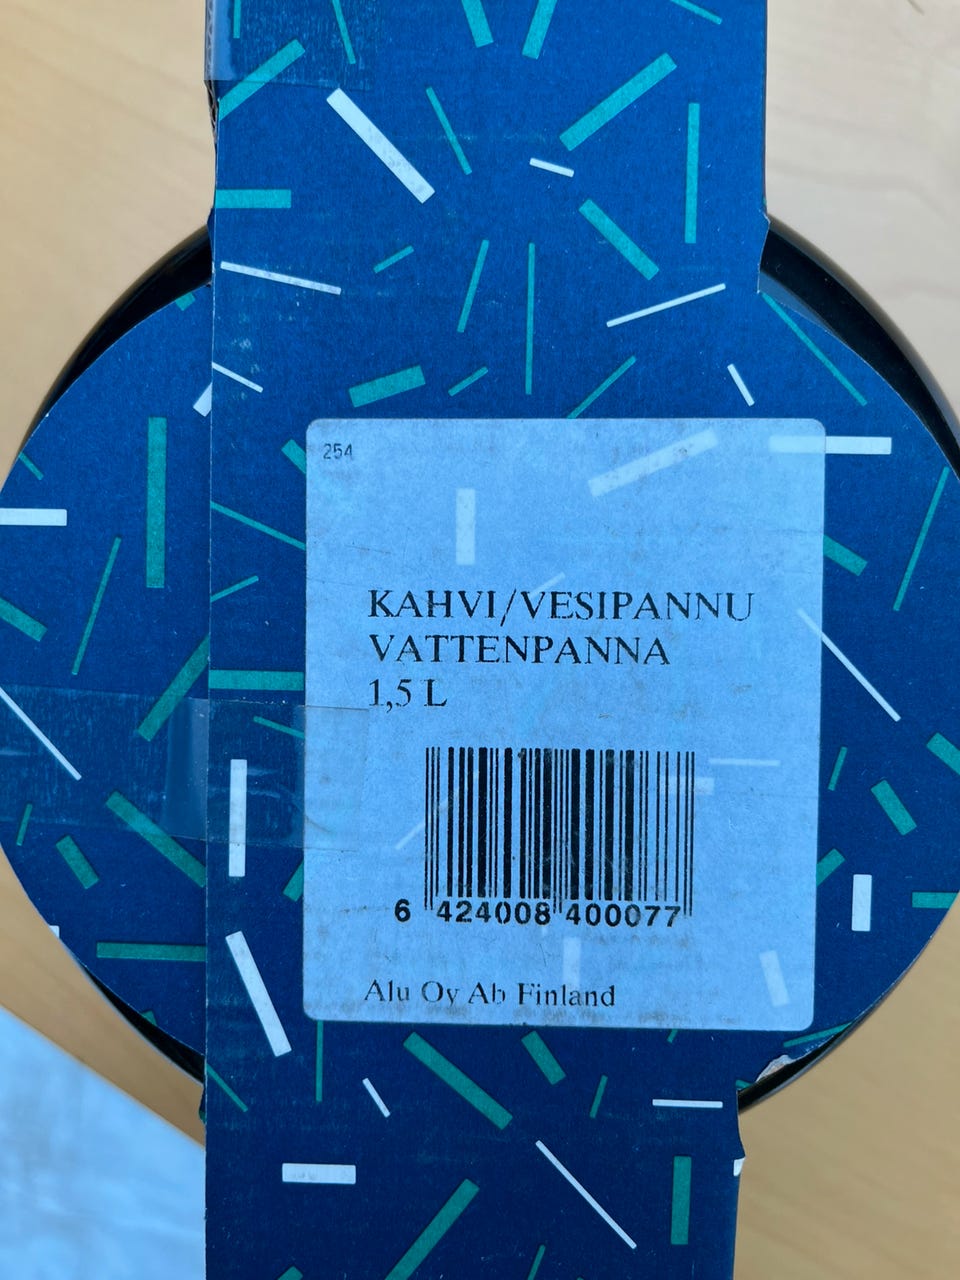 254
KAHVI/VESIPANNU
VATTENPANNA
1,5 L
6 424008 400077
Alu Oy Ab Finland